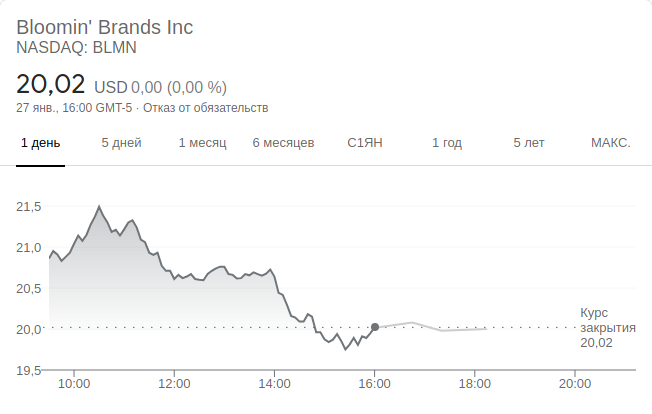 Bloomin' Brands Inc
NASDAQ: BLMN
20,02 USD 0,00 (0,00 %)
27 янв., 16:00 GMT-5 · Отказ от обязательств
1 день 5 дней 1 месяц 6 месяцев С1ЯН 1 год 5 лет МАКС.
21,5
21,0
20,5
20,0
19,5
Курс
закрытия
20,02
10:00 12:00 14:00 16:00 18:00 20:00